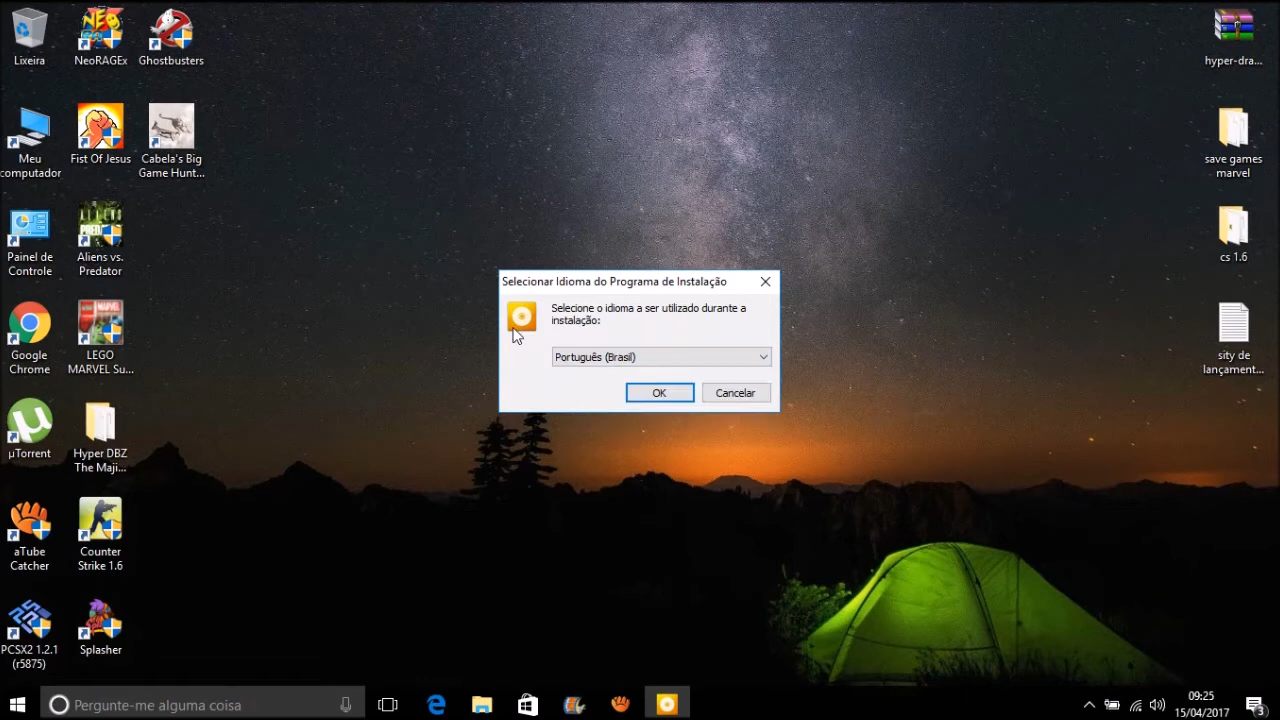 Lixeira
NeoRAGEx
Ghostbusters
hyper-dra...
Meu
computador
Fist Of Jesus
Cabela's Big
Game Hunt...
save games
marvel
Painel de
Controle
Aliens vs.
Predator
cs 1.6
Selecionar Idioma do Programa de Instalação
Selecione o idioma a ser utilizado durante a
instalação:
Português (Brasil)
OK
Cancelar
Google
Chrome
LEGO
MARVEL Su...
sity de
lançament...
µTorrent
Hyper DBZ
The Maji...
aTube
Catcher
Counter
Strike 1.6
PCSX2 1.2.1
(r5875)
Splasher
Pergunte-me alguma coisa
09:25
15/04/2017
3